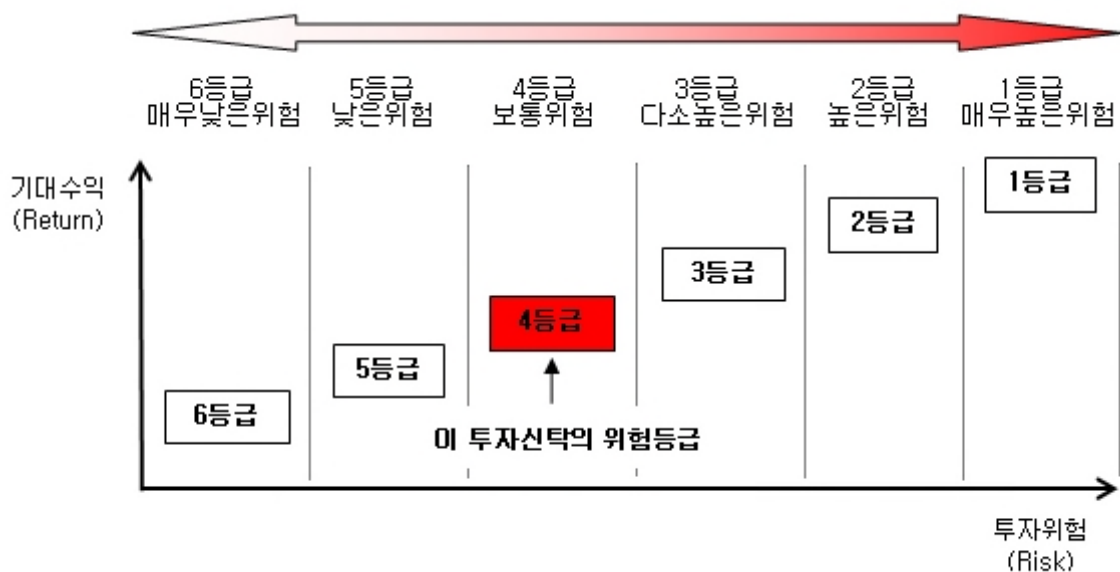 6등급
매우낮은위험
5등급
낮은위험
4등급
보통위험
3등급
다소높은위험
2등급
높은위험
1등급
매우높은위험
기대수익
(Return)
1등급
2등급
3등급
4등급
5등급
6등급
이 투자신탁의 위험등급
투자위험
(Risk)